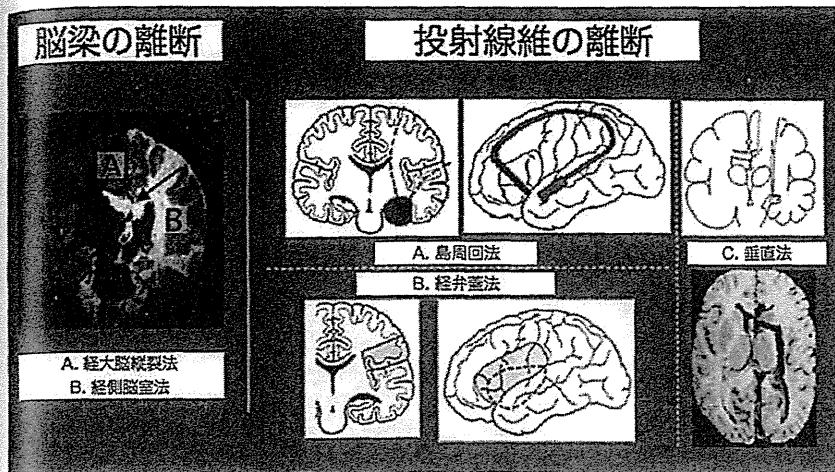 脳梁の離断
投射線維の離断
A
B
A. 経大脳縦裂法
B. 経側脳室法
A. 島周回法
B. 経弁蓋法
C. 垂直法